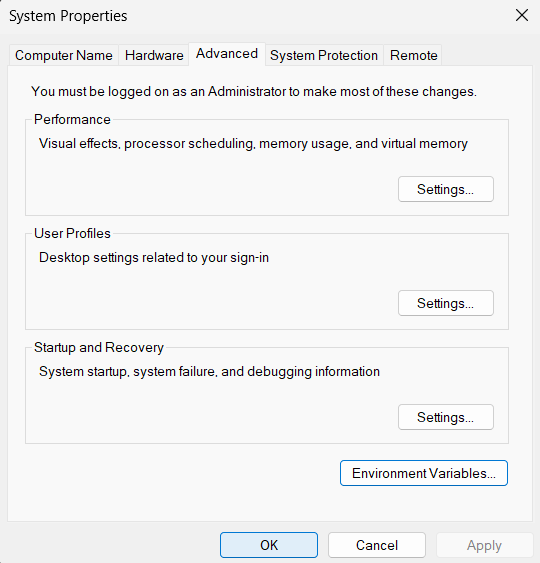 System Properties
Computer Name Hardware Advanced System Protection Remote
You must be logged on as an Administrator to make most of these changes.
Performance
Visual effects, processor scheduling, memory usage, and virtual memory
Settings...
User Profiles
Desktop settings related to your sign-in
Settings...
Startup and Recovery
System startup, system failure, and debugging information
Settings...
Environment Variables...
OK Cancel Apply